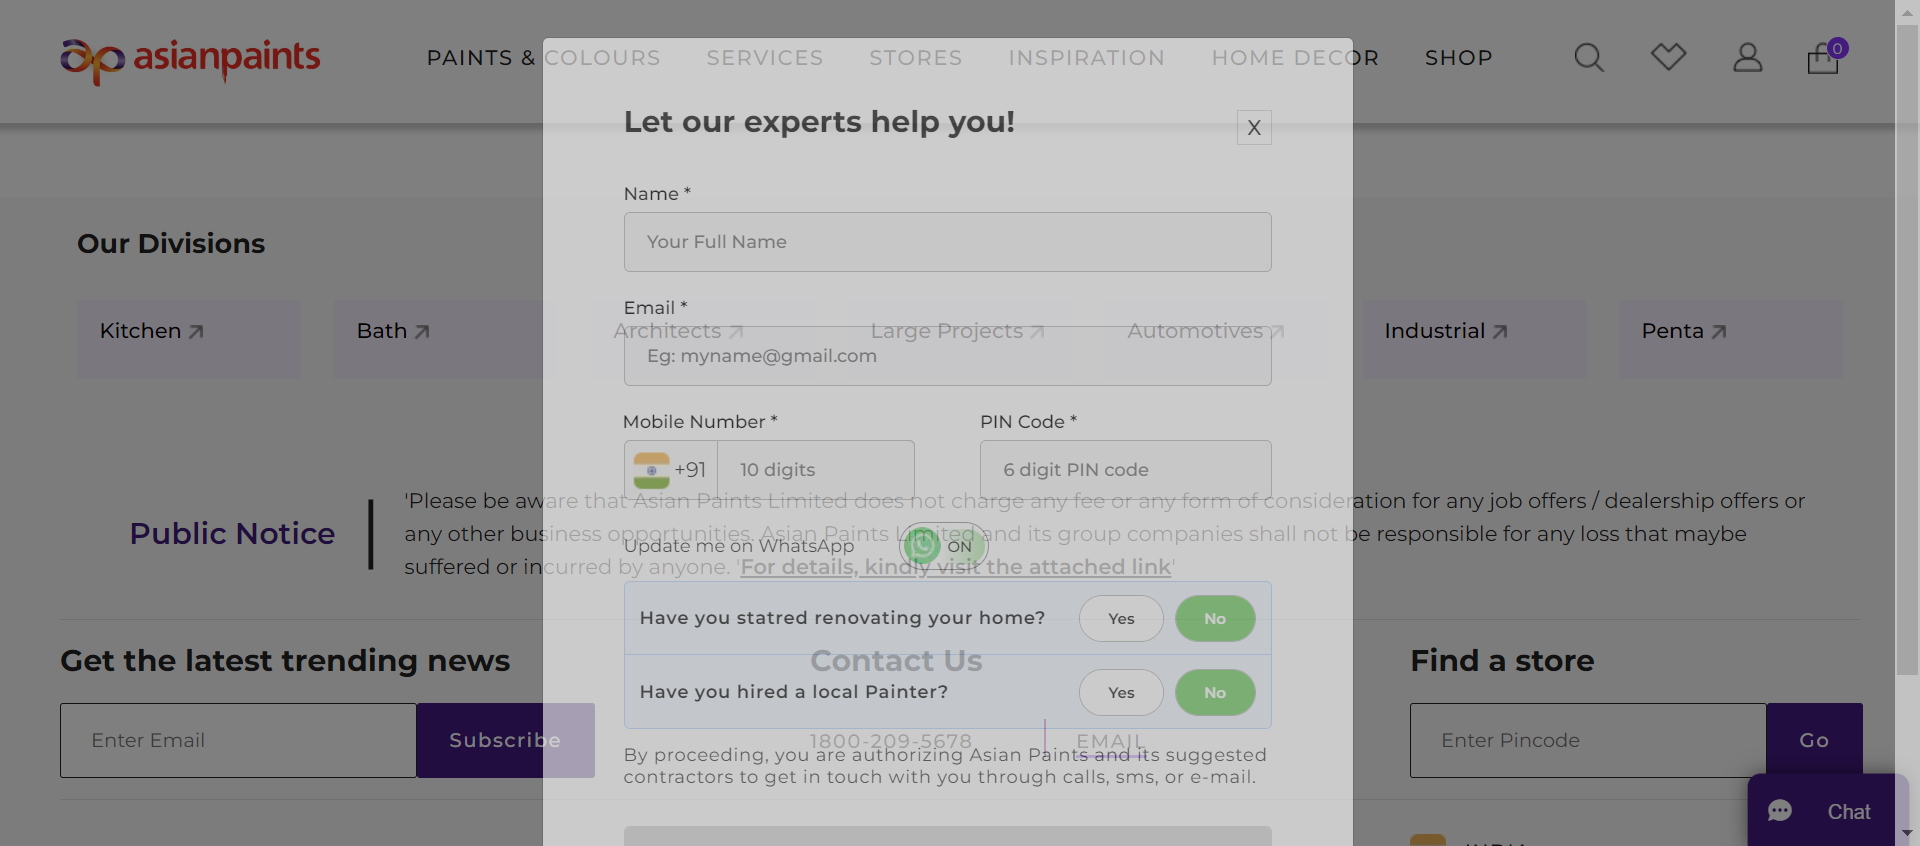 asianpaints
PAINTS & COLOURS SERVICES STORES INSPIRATION HOME DECOR SHOP 0
Let our experts help you! X
Name *
Your Full Name
Our Divisions
Email *
Kitchen Bath Architects Large Projects Automotives Industrial Penta
Eg: myname@gmail.com
Mobile Number * PIN Code *
+91 10 digits 6 digit PIN code
Public Notice
'Please be aware that Asian Paints Limited does not charge any fee or any form of consideration for any job offers / dealership offers or
any other business opportunities. Asian Paints Limited and its group companies shall not be responsible for any loss that maybe
suffered or incurred by anyone. 'For details, kindly visit the attached link'
Update me on WhatsApp ON
Have you statred renovating your home? Yes No
Get the latest trending news Contact Us Find a store
Have you hired a local Painter? Yes No
Enter Email Subscribe 1800-209-5678 EMAIL Enter Pincode Go
By proceeding, you are authorizing Asian Paints and its suggested
contractors to get in touch with you through calls, sms, or e-mail.
Chat
INDIA